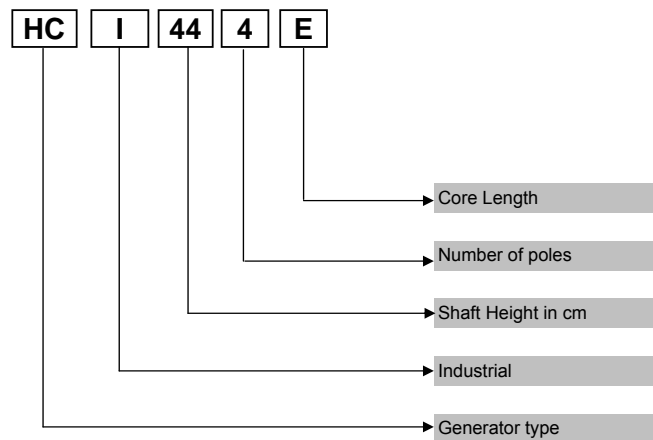 HC I 44 4 E
Core Length
Number of poles
Shaft Height in cm
Industrial
Generator type